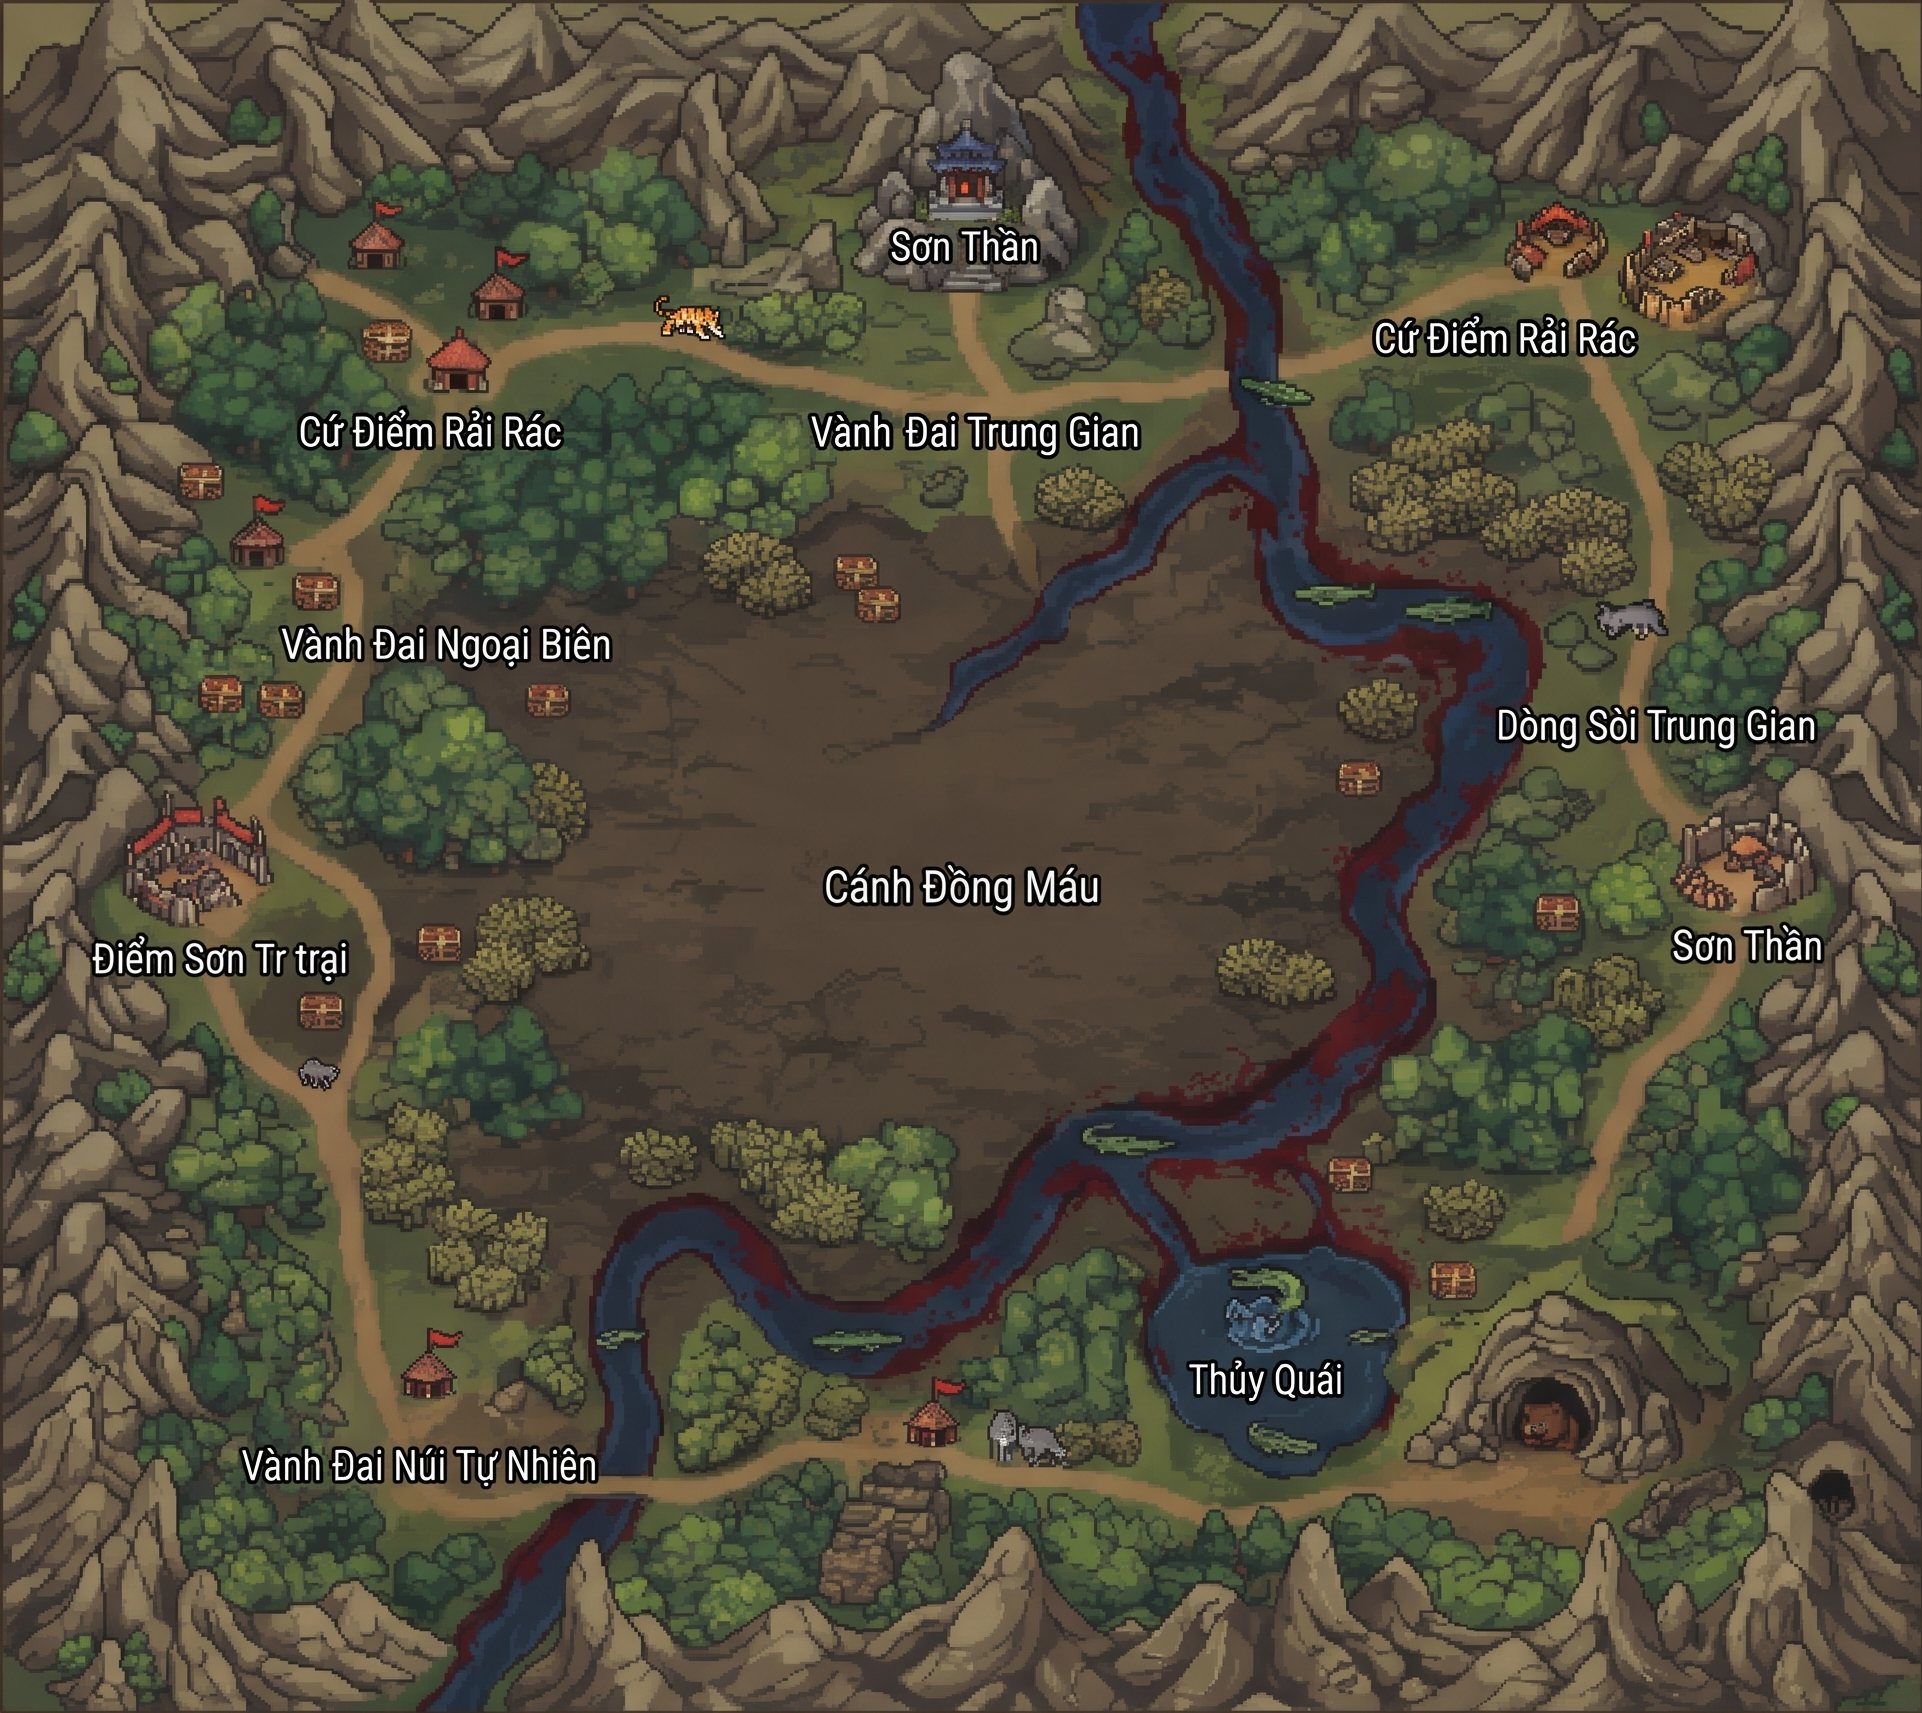 Sơn Thần
Cứ Điểm Rải Rác
Cứ Điểm Rải Rác
Vành Đai Trung Gian
Vành Đai Ngoại Biên
Dòng Sòi Trung Gian
Cánh Đồng Máu
Điểm Sơn Tr trại
Sơn Thần
Thủy Quái
Vành Đai Núi Tự Nhiên